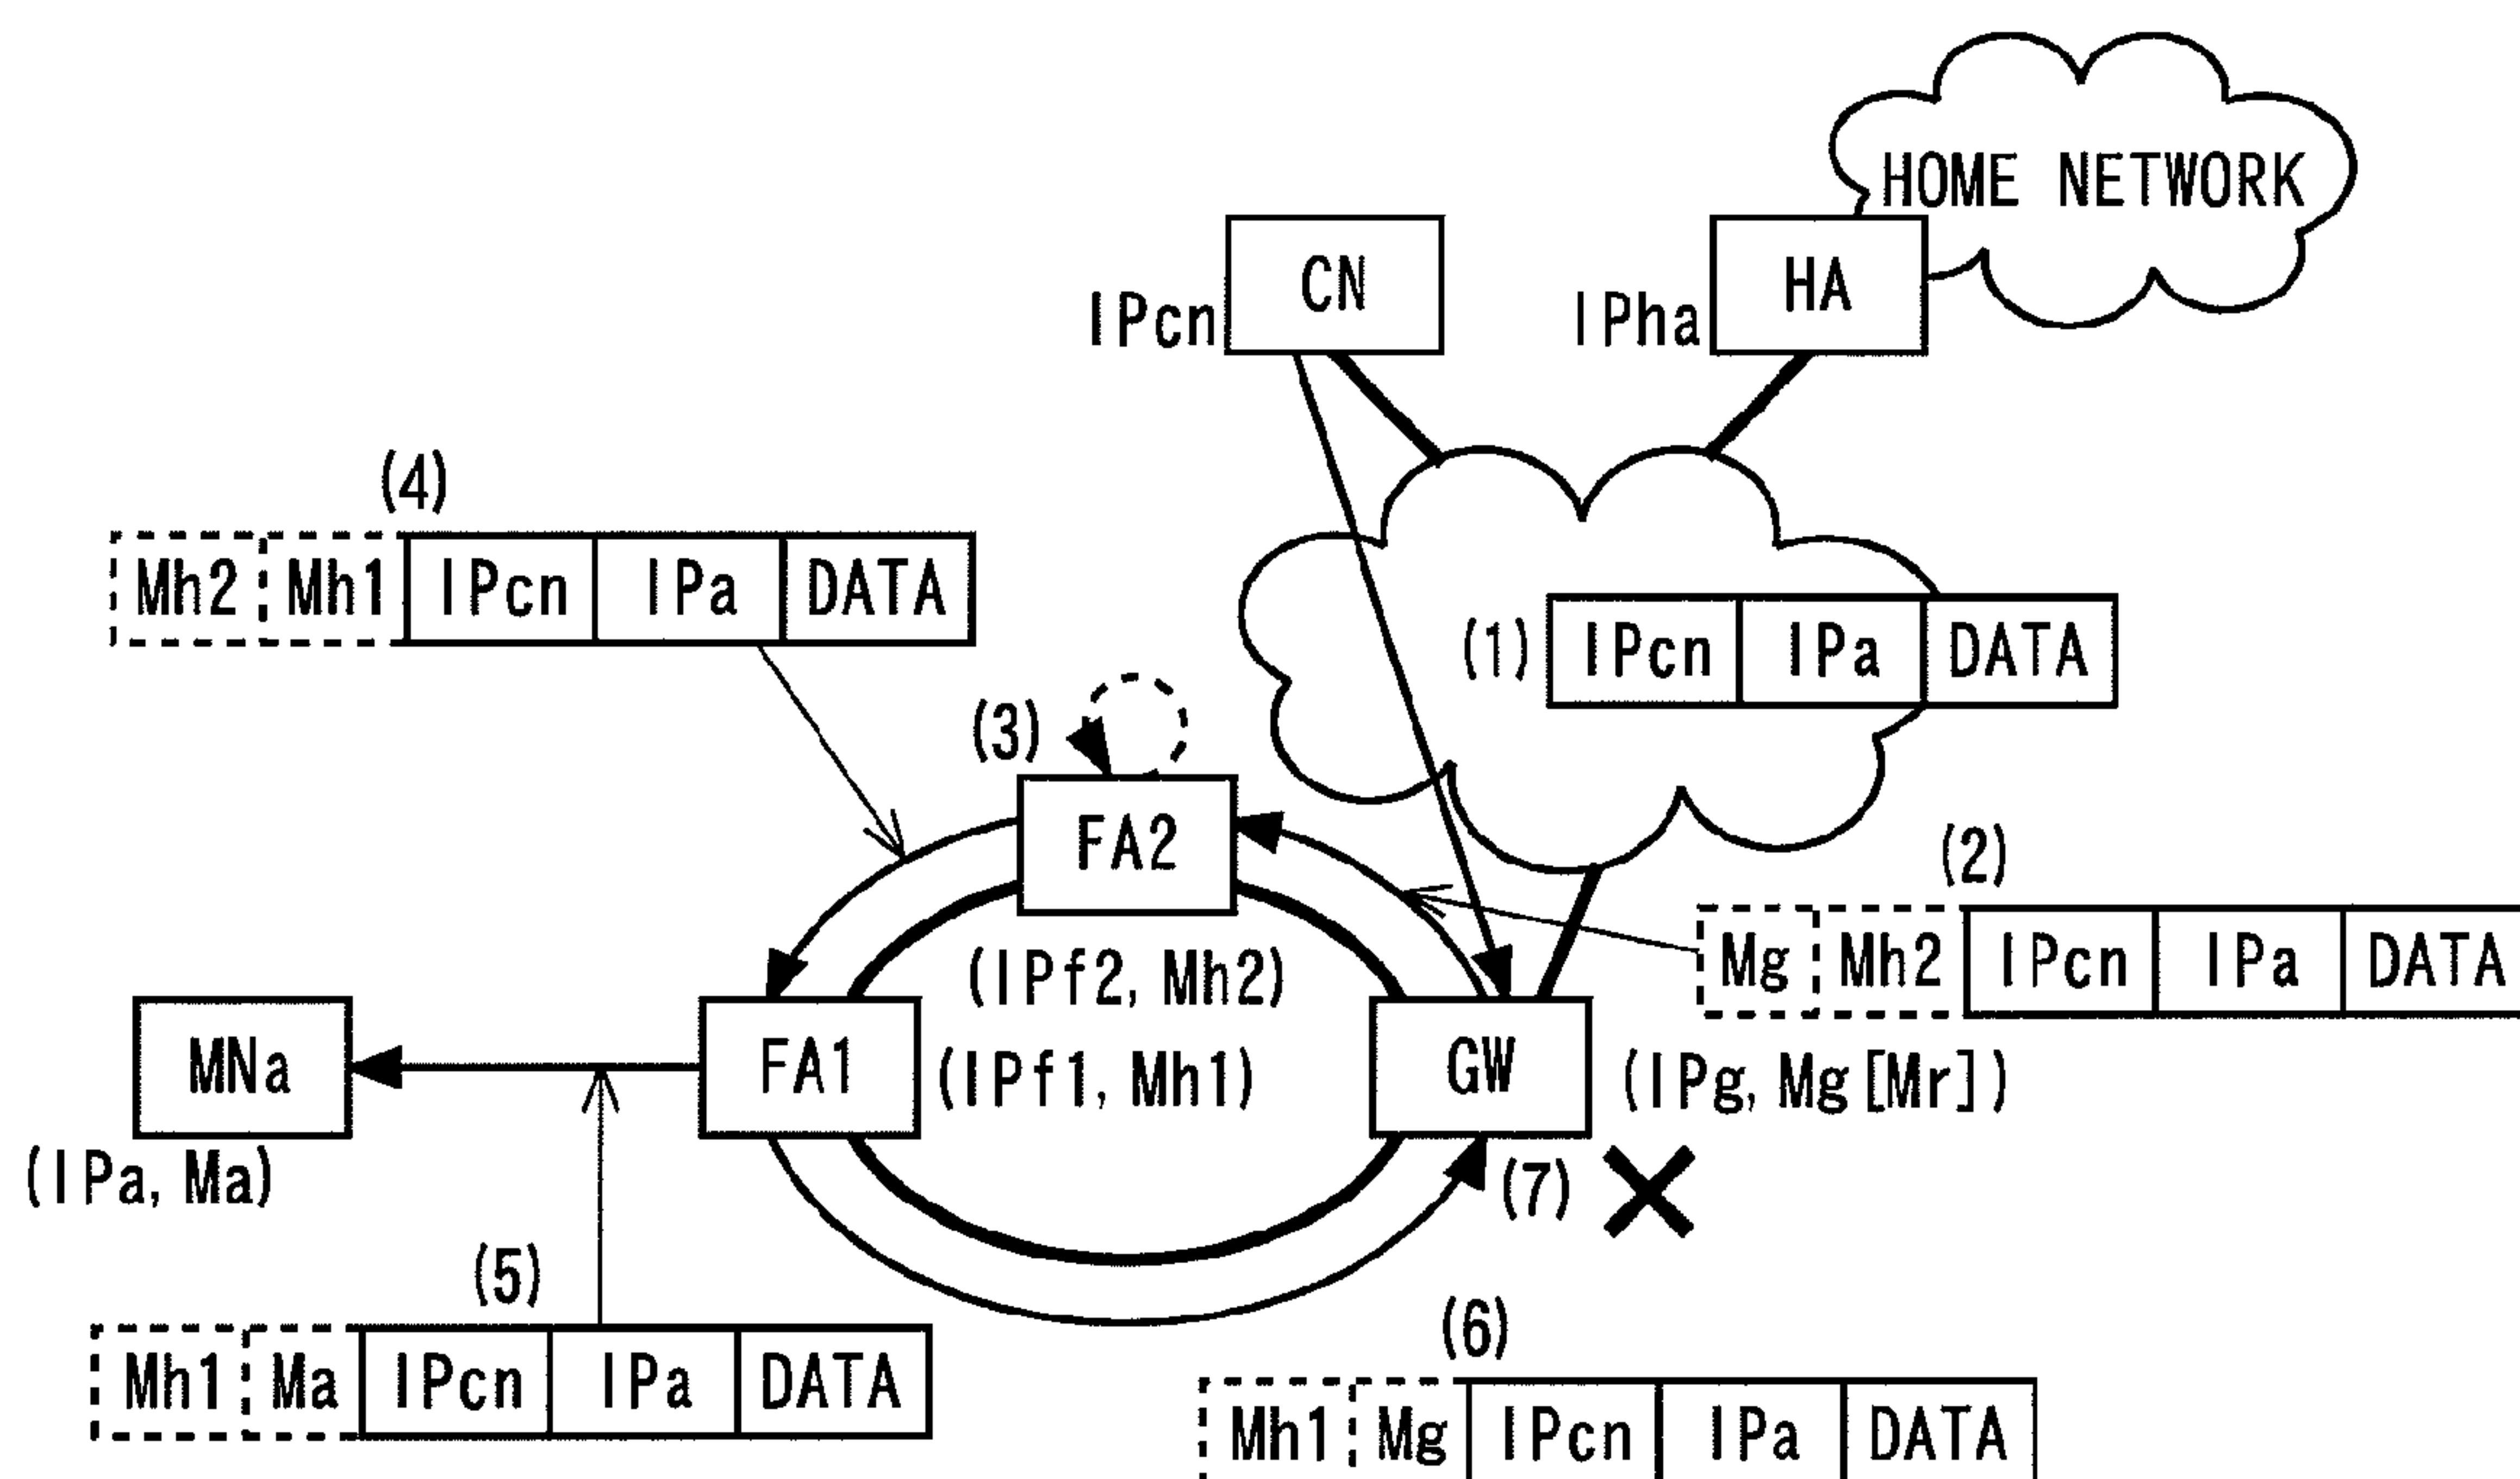 HOME NETWORK
CN
HA
IPcn
IPha
(4)
Mh2 Mh1 IPcn IPa DATA
(1) IPcn IPa DATA
(3)
FA2
(2)
Mg Mh2 IPcn IPa DATA
(IPf2, Mh2)
MNa
FA1
(IPf1, Mh1)
GW
(IPg, Mg[Mr])
(IPa, Ma)
(7)
(5)
Mh1 Ma IPcn IPa DATA
(6)
Mh1 Mg IPcn IPa DATA